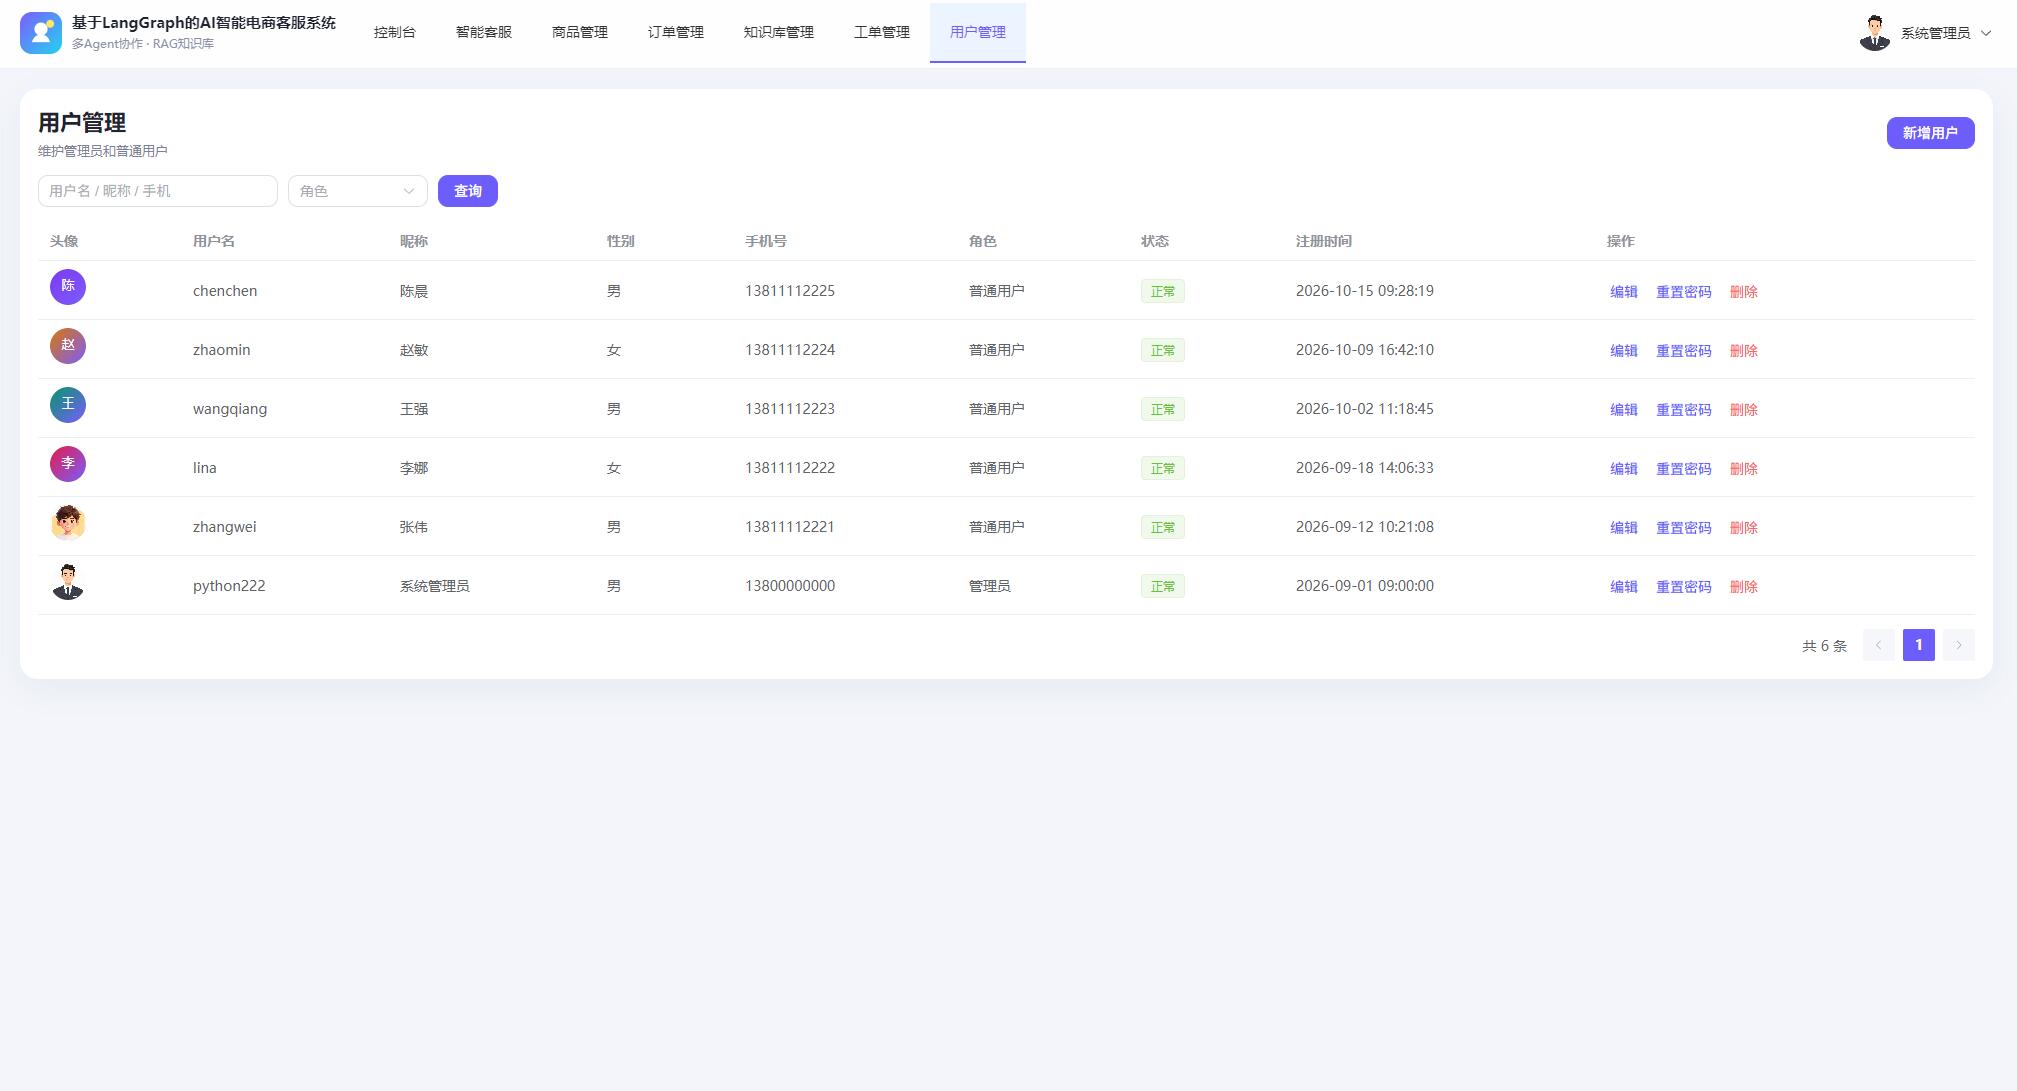 基于LangGraph的AI智能电商客服系统
多Agent协作 · RAG知识库
控制台 智能客服 商品管理 订单管理 知识库管理 工单管理 用户管理
系统管理员
用户管理
维护管理员和普通用户
新增用户
用户名 / 昵称 / 手机 角色 查询
头像 用户名 昵称 性别 手机号 角色 状态 注册时间 操作
陈 chenchen 陈晨 男 13811112225 普通用户 正常 2026-10-15 09:28:19 编辑 重置密码 删除
赵 zhaomin 赵敏 女 13811112224 普通用户 正常 2026-10-09 16:42:10 编辑 重置密码 删除
王 wangqiang 王强 男 13811112223 普通用户 正常 2026-10-02 11:18:45 编辑 重置密码 删除
李 lina 李娜 女 13811112222 普通用户 正常 2026-09-18 14:06:33 编辑 重置密码 删除
zhangwei 张伟 男 13811112221 普通用户 正常 2026-09-12 10:21:08 编辑 重置密码 删除
python222 系统管理员 男 13800000000 管理员 正常 2026-09-01 09:00:00 编辑 重置密码 删除
共 6 条 1